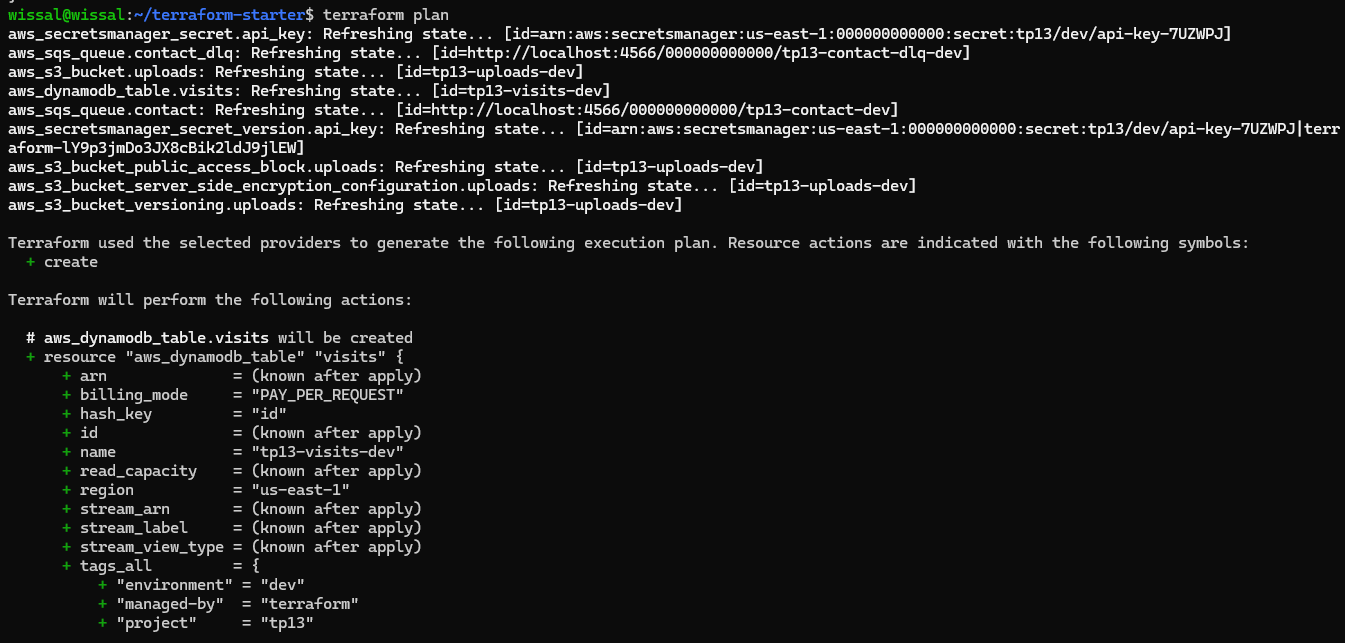 wissal@wissal:~/terraform-starter$ terraform plan
aws_secretsmanager_secret.api_key: Refreshing state... [id=arn:aws:secretsmanager:us-east-1:000000000000:secret:tp13/dev/api-key-7UZWPJ]
aws_sqs_queue.contact_dlq: Refreshing state... [id=http://localhost:4566/000000000000/tp13-contact-dlq-dev]
aws_s3_bucket.uploads: Refreshing state... [id=tp13-uploads-dev]
aws_dynamodb_table.visits: Refreshing state... [id=tp13-visits-dev]
aws_sqs_queue.contact: Refreshing state... [id=http://localhost:4566/000000000000/tp13-contact-dev]
aws_secretsmanager_secret_version.api_key: Refreshing state... [id=arn:aws:secretsmanager:us-east-1:000000000000:secret:tp13/dev/api-key-7UZWPJ|terr
aform-lY9p3jmDo3JX8cBik2ldJ9jlEW]
aws_s3_bucket_public_access_block.uploads: Refreshing state... [id=tp13-uploads-dev]
aws_s3_bucket_server_side_encryption_configuration.uploads: Refreshing state... [id=tp13-uploads-dev]
aws_s3_bucket_versioning.uploads: Refreshing state... [id=tp13-uploads-dev]

Terraform used the selected providers to generate the following execution plan. Resource actions are indicated with the following symbols:
  + create

Terraform will perform the following actions:

  # aws_dynamodb_table.visits will be created
  + resource "aws_dynamodb_table" "visits" {
      + arn              = (known after apply)
      + billing_mode     = "PAY_PER_REQUEST"
      + hash_key         = "id"
      + id               = (known after apply)
      + name             = "tp13-visits-dev"
      + read_capacity    = (known after apply)
      + region           = "us-east-1"
      + stream_arn       = (known after apply)
      + stream_label     = (known after apply)
      + stream_view_type = (known after apply)
      + tags_all         = {
          + "environment" = "dev"
          + "managed-by"  = "terraform"
          + "project"     = "tp13"